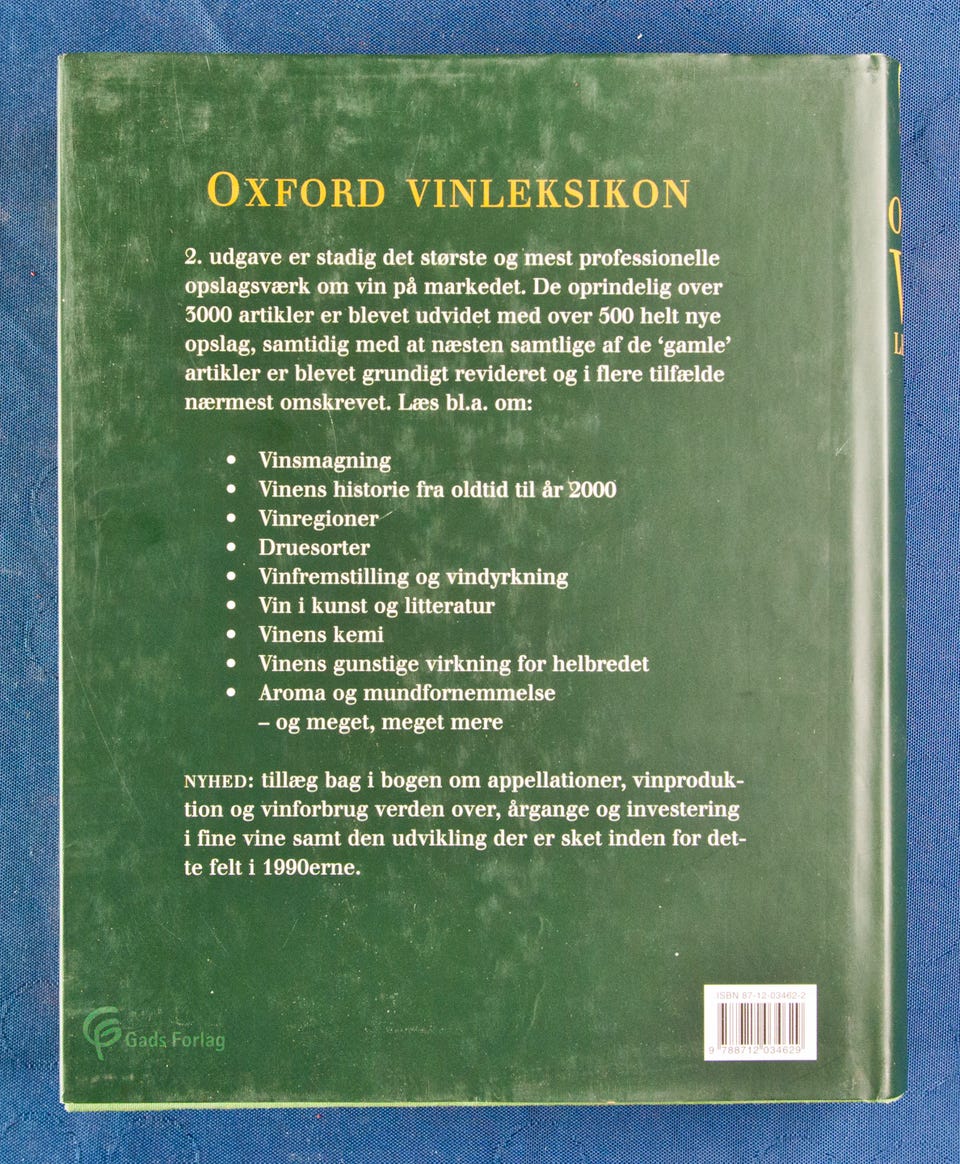 OXFORD VINLEKSIKON
2. udgave er stadig det største og mest professionelle
opslagsværk om vin på markedet. De oprindelig over
3000 artikler er blevet udvidet med over 500 helt nye
opslag, samtidig med at næsten samtlige af de ‘gamle’
artikler er blevet grundigt revideret og i flere tilfælde
nærmest omskrevet. Læs bl.a. om:
• Vinsmagning
• Vinens historie fra oldtid til år 2000
• Vinregioner
• Druesorter
• Vinfremstilling og vindyrkning
• Vin i kunst og litteratur
• Vinens kemi
• Vinens gunstige virkning for helbredet
• Aroma og mundfornemmelse
– og meget, meget mere
NYHED: tillæg bag i bogen om appellationer, vinproduk-
tion og vinforbrug verden over, årgange og investering
i fine vine samt den udvikling der er sket inden for det-
te felt i 1990erne.
Gads Forlag
ISBN 87-12-03462-2
9 788712 034629